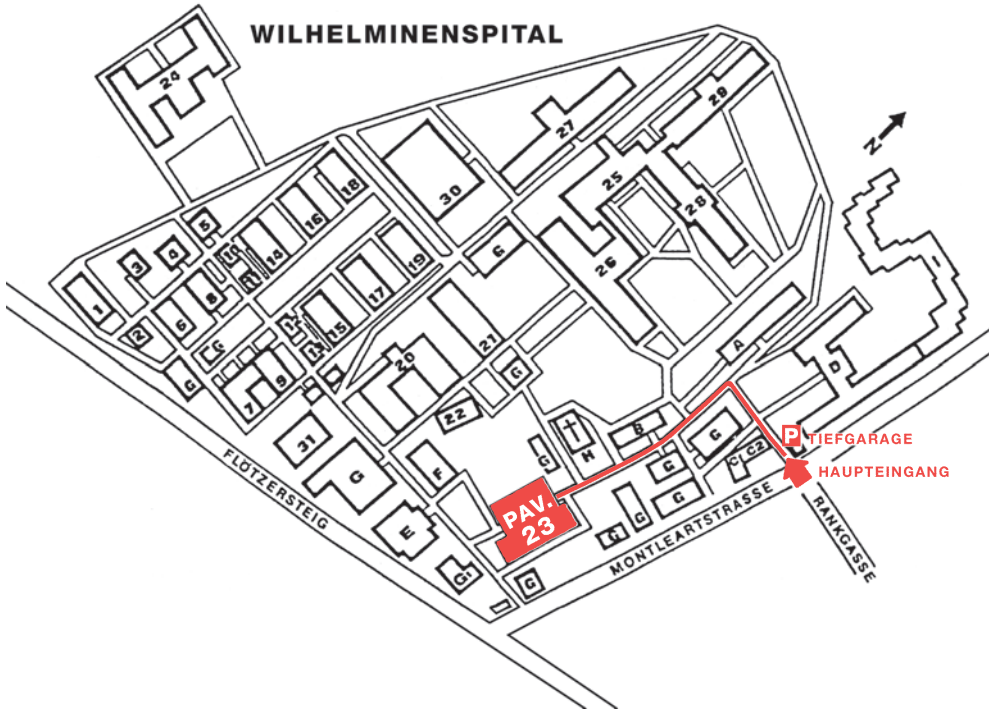 WILHELMINENSPITAL
24
27
29
N
18
30
25
16
28
5
14
10
4
3
19
6
26
8
17
1
6
15
12
2
21
A
13
20
G
9
G
D
G
7
22
B
G
31
H
G
C1
C2
P TIEFGARAGE
F
G
G
HAUPTEINGANG
G
FLÖTZERSTEIG
PAV.
23
G
G
RANKGASSE
E
G
MONTLEARTSTRASSE
G1
G